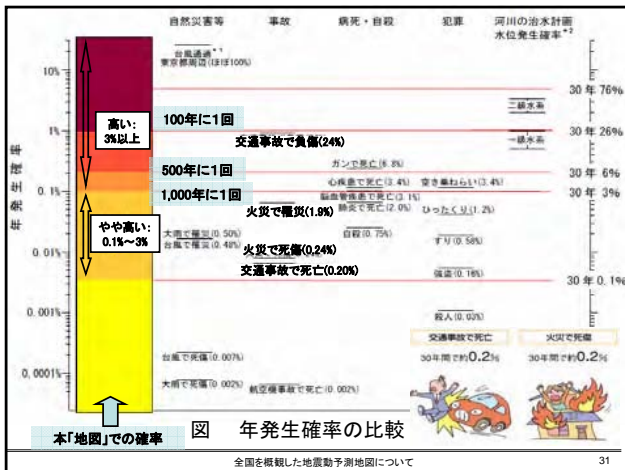 自然災害等 事故 病死・自殺 犯罪 河川の治水計画
水位発生確率*2
台風通過*1
東京都周辺(ほぼ100%)
10%
30年76%
二級水系
高い:
3%以上
100年に1回
1%
30年26%
交通事故で負傷(24%)
一級水系
ガンで死亡(6.8%)
500年に1回
30年6%
心疾患で死亡(3.4%) 空き巣ねらい(3.4%)
0.1%
1,000年に1回
30年3%
脳血管疾患で死亡(3.1%)
火災で罹災(1.9%)
肺炎で死亡(2.0%) ひったくり(1.2%)
年発生確率
やや高い:
0.1%~3%
大雨で罹災(0.50%)
台風で罹災(0.48%)
自殺(0.75%)
すり(0.58%)
火災で死傷(0.24%)
0.01%
交通事故で死亡(0.20%)
強盗(0.16%)
30年0.1%
0.001%
殺人(0.03%)
交通事故で死亡 火災で死傷
30年間で約0.2% 30年間で約0.2%
台風で死傷(0.007%)
0.0001%
大雨で死傷(0.002%) 航空機事故で死亡(0.002%)
本「地図」での確率
図 年発生確率の比較
全国を概観した地震動予測地図について 31